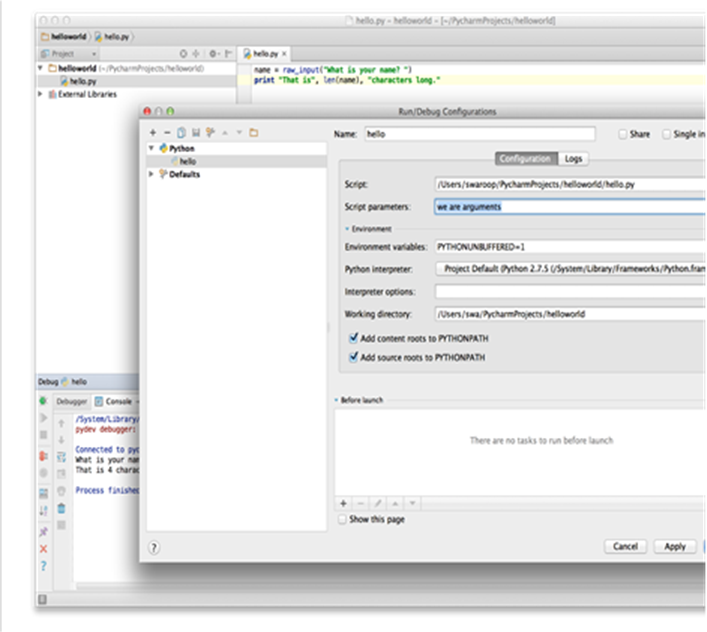 hello.py - helloworld - [~/PycharmProjects/helloworld]
helloworld hello.py
Project
hello.py ×
helloworld (~/PycharmProjects/helloworld)
hello.py
External Libraries
name = raw_input("What is your name? ")
print "That is", len(name), "characters long."
Run/Debug Configurations
Name: hello
Share
Single in
Python
hello
Defaults
Configuration Logs
Script: /Users/swaroop/PycharmProjects/helloworld/hello.py
Script parameters: we are arguments
Environment
Environment variables: PYTHONUNBUFFERED=1
Python interpreter: Project Default (Python 2.7.5 (/System/Library/Frameworks/Python.fram
Interpreter options:
Working directory: /Users/swa/PycharmProjects/helloworld
Add content roots to PYTHONPATH
Add source roots to PYTHONPATH
Before launch
There are no tasks to run before launch
Show this page
? Cancel Apply
Debug hello
Debugger Console
/System/Library/
pydev debugger:
Connected to pyd
What is your nam
That is 4 charac
Process finished